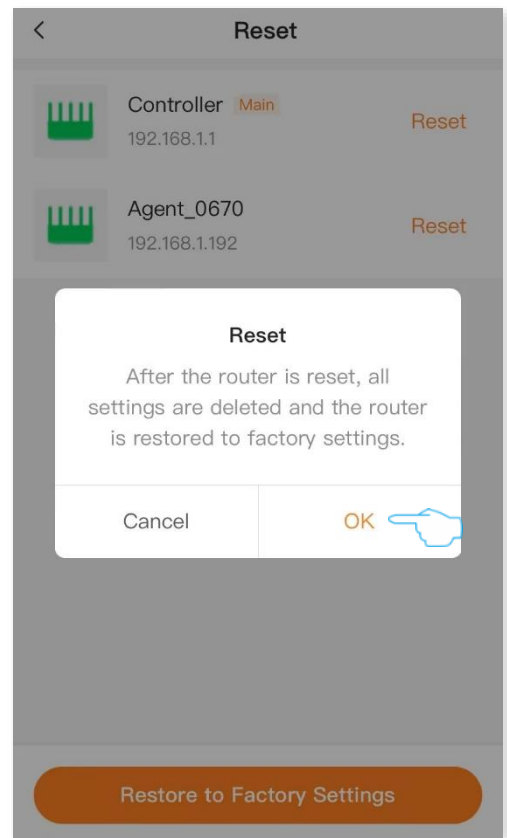 Reset
Controller Main
192.168.1.1
Reset
Agent_0670
192.168.1.192
Reset
Reset
After the router is reset, all
settings are deleted and the router
is restored to factory settings.
Cancel OK
Restore to Factory Settings